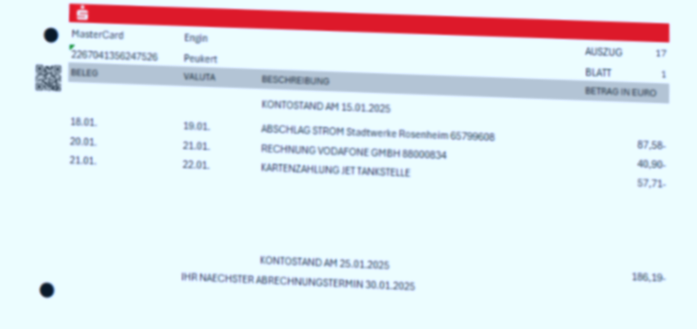 MasterCard Engin AUSZUG 17
2267041356247526 Peukert BLATT 1
BELEG VALUTA BESCHREIBUNG BETRAG IN EURO
KONTOSTAND AM 15.01.2025
18.01. 19.01. ABSCHLAG STROM Stadtwerke Rosenheim 65799608 87,58-
20.01. 21.01. RECHNUNG VODAFONE GMBH 88000834 40,90-
21.01. 22.01. KARTENZAHLUNG JET TANKSTELLE 57,71-
KONTOSTAND AM 25.01.2025 186,19-
IHR NAECHSTER ABRECHNUNGSTERMIN 30.01.2025